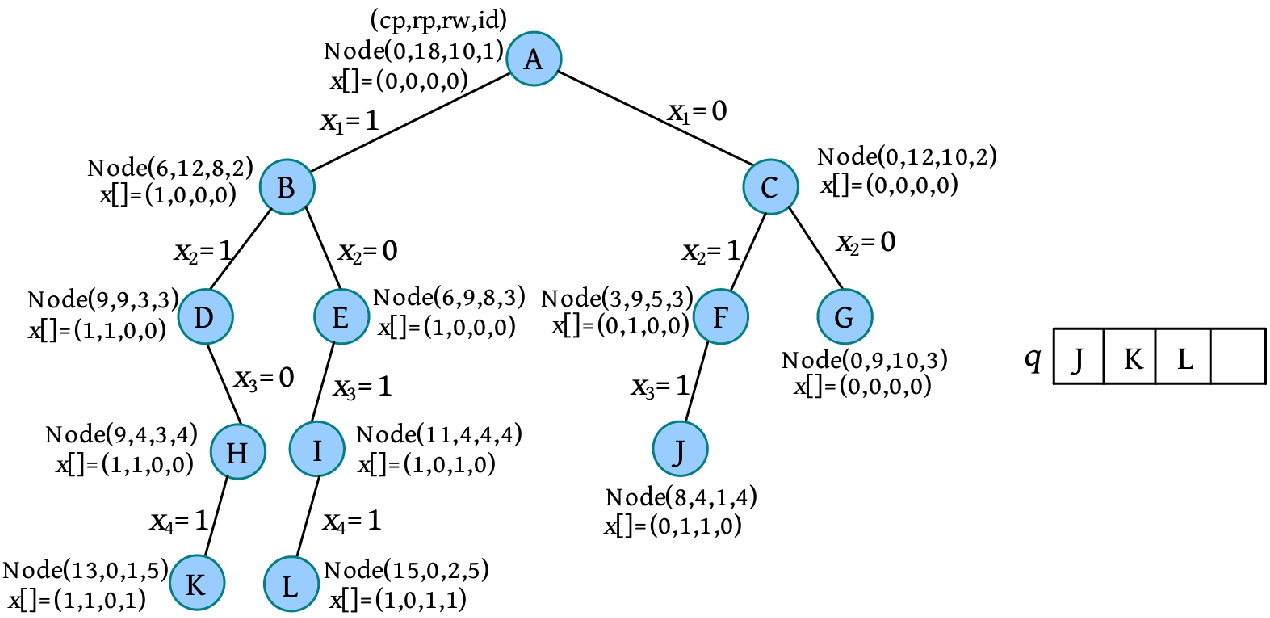 (cp,rp,rw,id)
Node(0,18,10,1)
x[]=(0,0,0,0)
A
x₁=1
x₁=0
Node(6,12,8,2)
x[]=(1,0,0,0)
B
C
Node(0,12,10,2)
x[]=(0,0,0,0)
x₂=1
x₂=0
x₂=1
x₂=0
Node(9,9,3,3)
x[]=(1,1,0,0)
D
E
Node(6,9,8,3)
x[]=(1,0,0,0)
Node(3,9,5,3)
x[]=(0,1,0,0)
F
G
Node(0,9,10,3)
x[]=(0,0,0,0)
q J K L
x₃=0
x₃=1
x₃=1
Node(9,4,3,4)
x[]=(1,1,0,0)
H
I
Node(11,4,4,4)
x[]=(1,0,1,0)
J
Node(8,4,1,4)
x[]=(0,1,1,0)
x₄=1
x₄=1
Node(13,0,1,5)
x[]=(1,1,0,1)
K
L
Node(15,0,2,5)
x[]=(1,0,1,1)